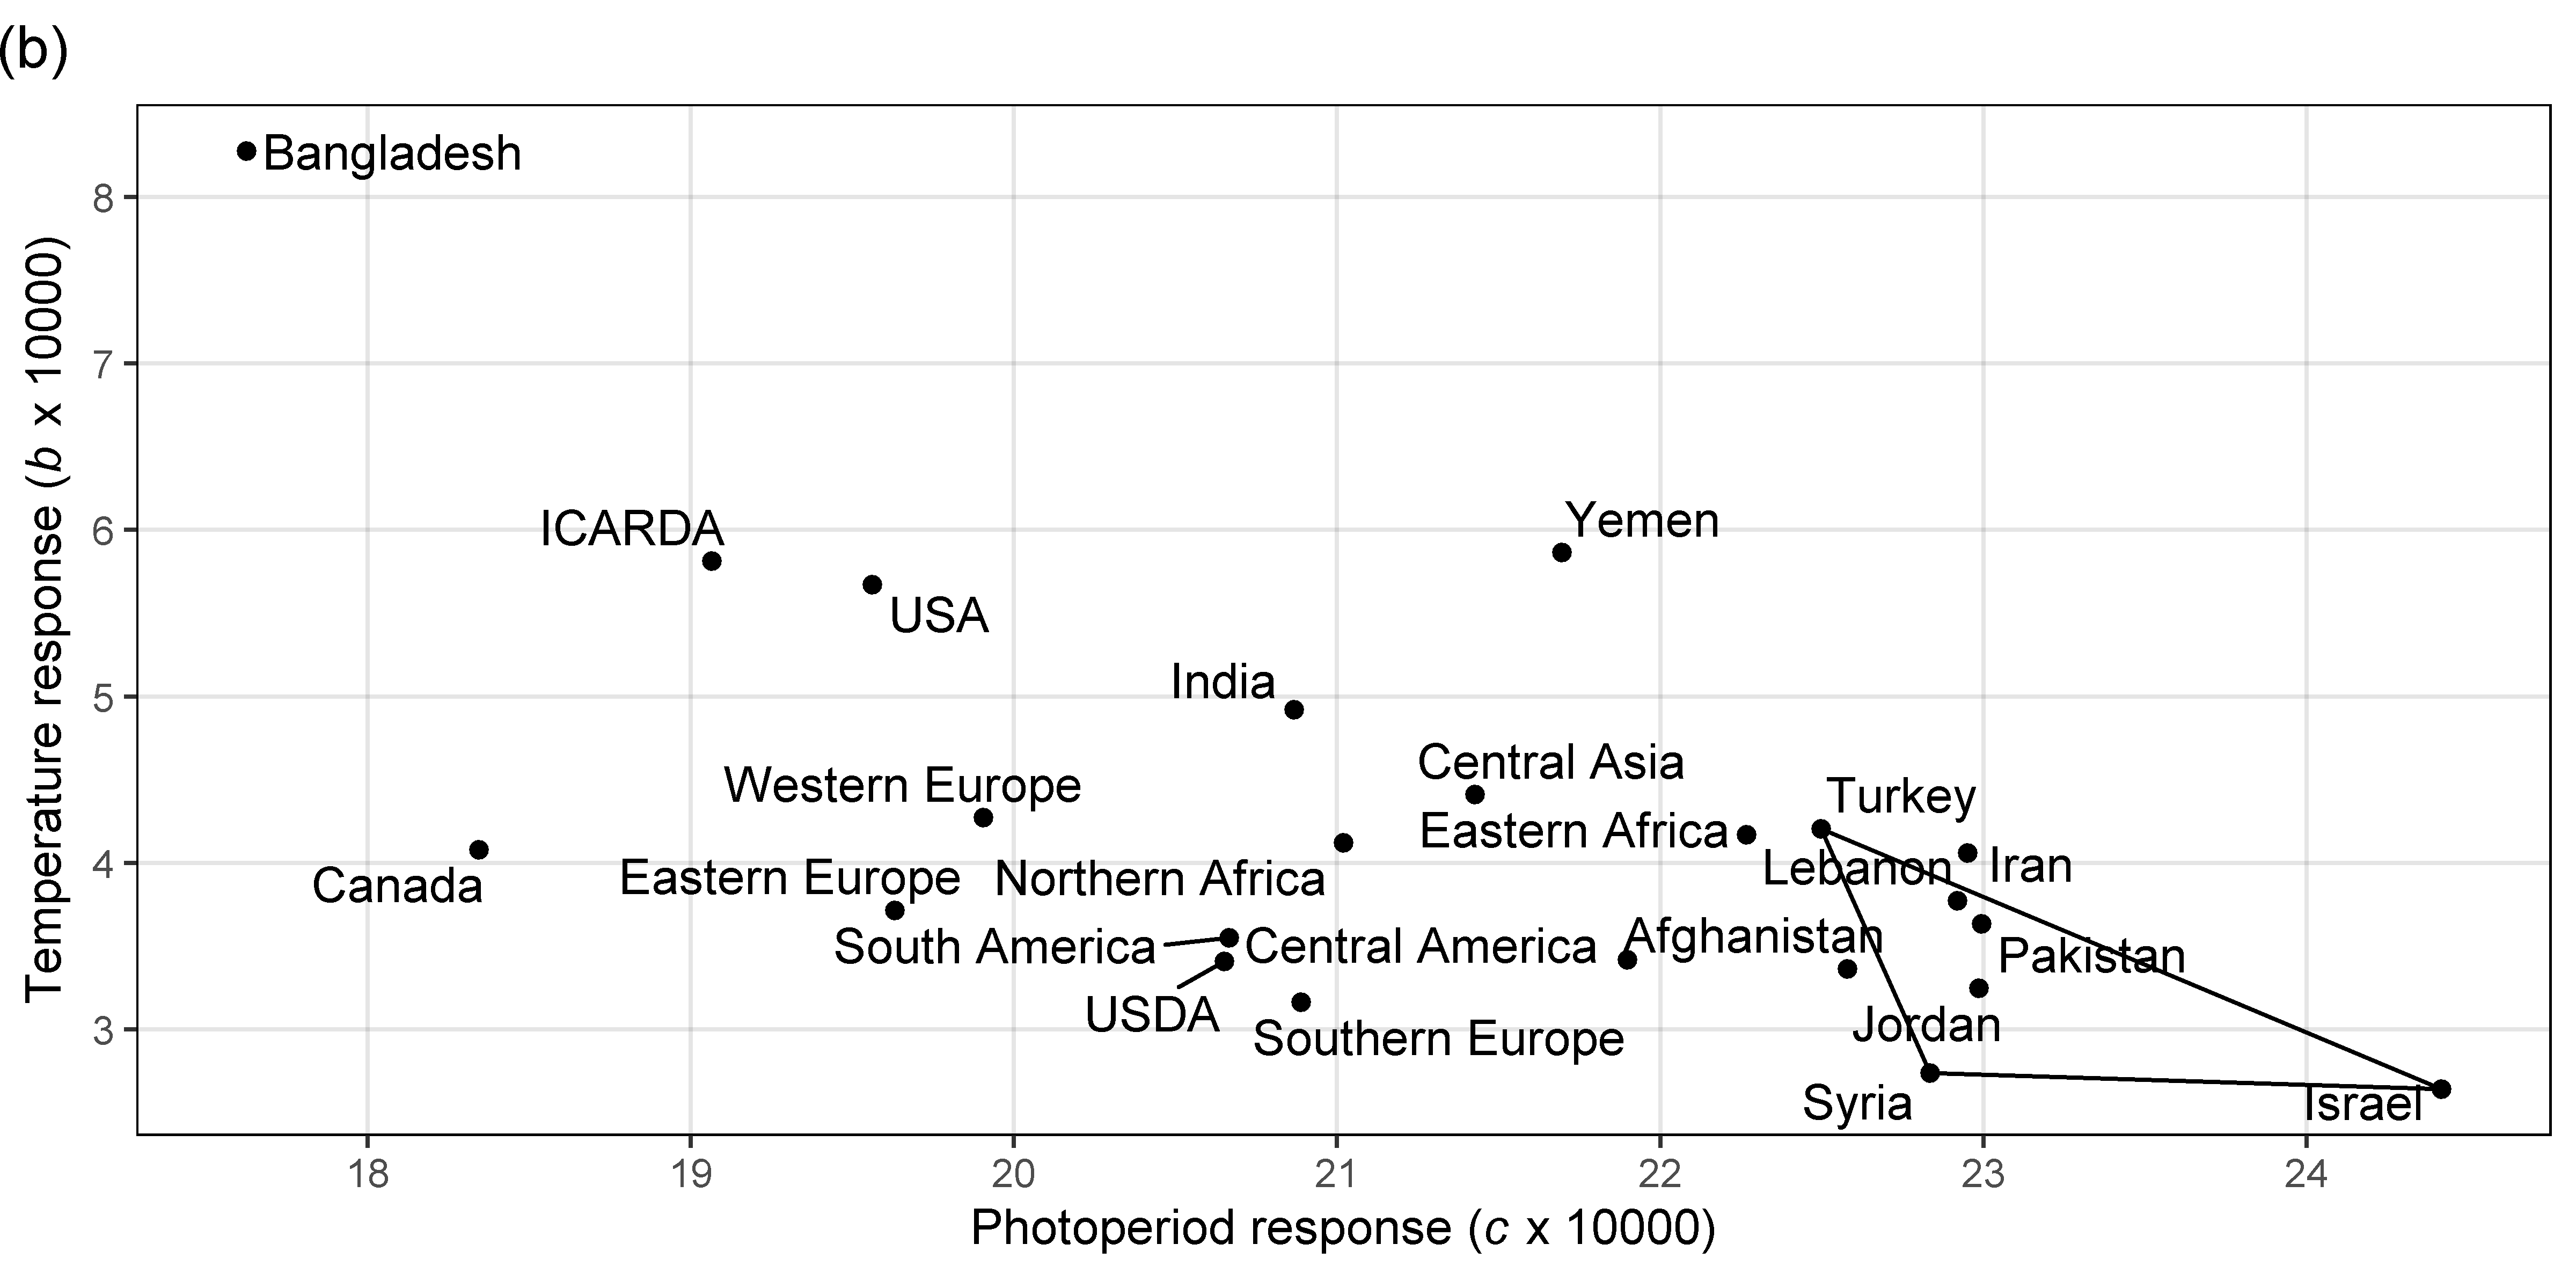 (b)
Bangladesh
8
7
6
5
4
3
Temperature response (b x 10000)
ICARDA
Yemen
USA
India
Central Asia
Western Europe
Turkey
Eastern Africa
Lebanon
Iran
Canada
Eastern Europe
Northern Africa
South America
Central America
Afghanistan
Pakistan
USDA
Southern Europe
Jordan
Syria
Israel
18 19 20 21 22 23 24
Photoperiod response (c x 10000)